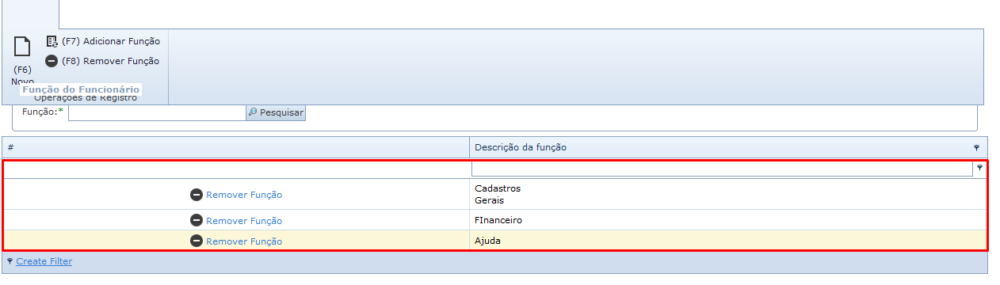 (F7) Adicionar Função
(F8) Remover Função
(F6)
Novo
Função do Funcionário
Operações de Registro
Função:* Pesquisar
# Descrição da função
Remover Função Cadastros
Gerais
Remover Função FInanceiro
Remover Função Ajuda
Create Filter